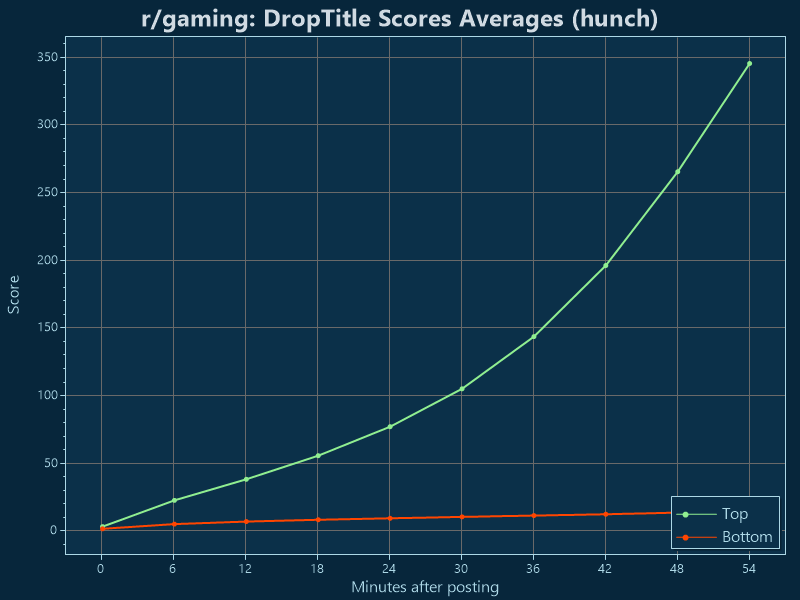 r/gaming: DropTitle Scores Averages (hunch)
350
300
250
200
150
100
50
0
Score
0 6 12 18 24 30 36 42 48 54
Minutes after posting
Top
Bottom